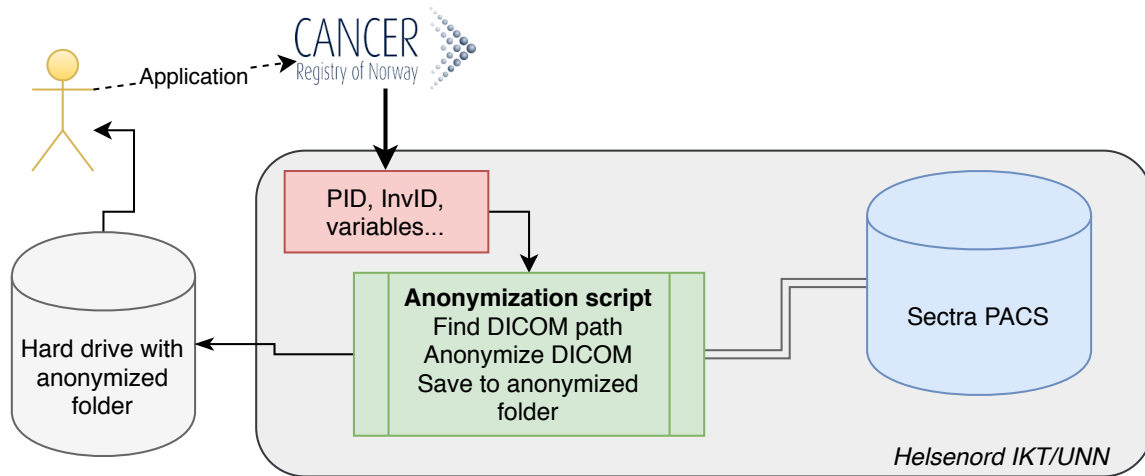 CANCER
Registry of Norway
Application
PID, InvID,
variables...
Anonymization script
Find DICOM path
Anonymize DICOM
Save to anonymized
folder
Sectra PACS
Hard drive with
anonymized
folder
Helsenord IKT/UNN